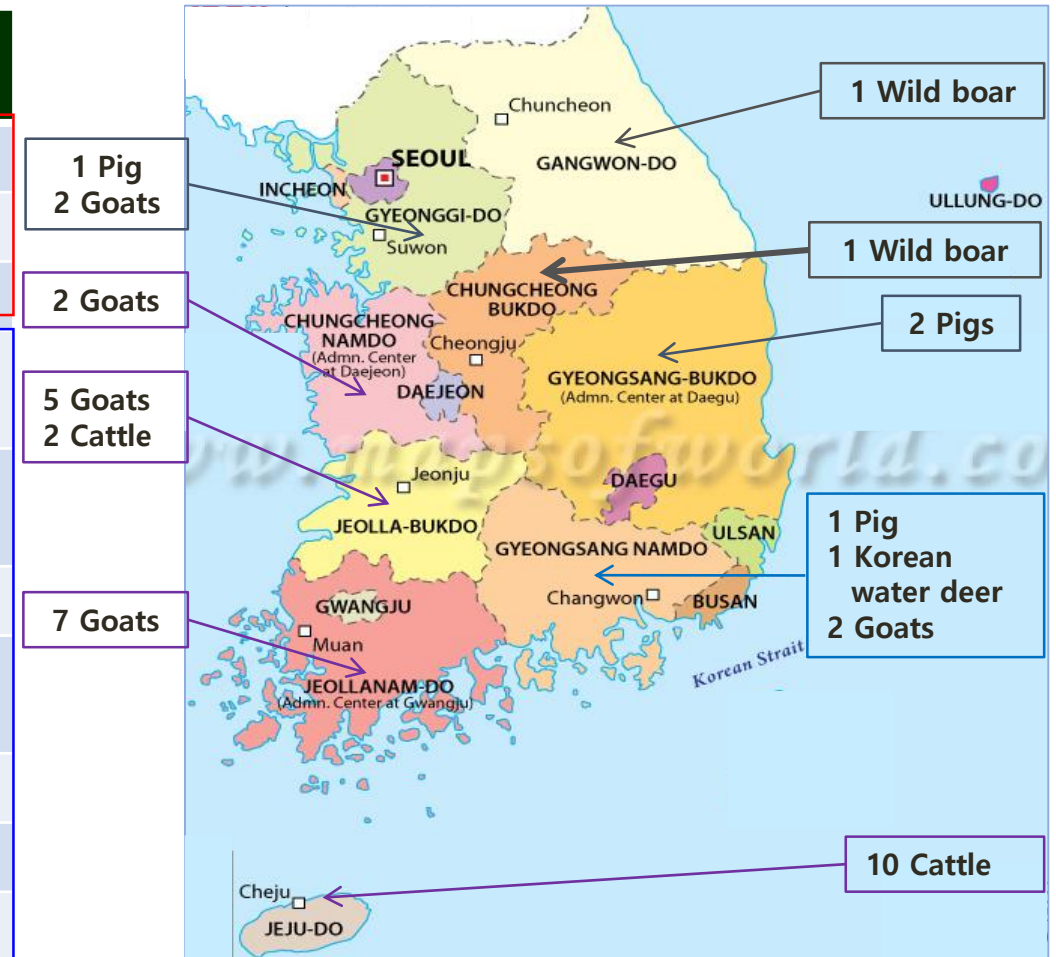 Chuncheon
1 Wild boar
1 Pig
2 Goats
SEOUL
GANGWON-DO
INCHEON
ULLUNG-DO
GYEONGGI-DO
Suwon
1 Wild boar
2 Goats
CHUNGCHEONG
BUKDO
CHUNGCHEONG
NAMDO
(Admn. Center
at Daejeon)
Cheongju
2 Pigs
GYEONGSANG-BUKDO
(Admn. Center at Daegu)
DAEJEON
5 Goats
2 Cattle
www.mapsofworld.co
Jeonju
DAEGU
JEOLLA-BUKDO
ULSAN
GYEONGSANG NAMDO
1 Pig
1 Korean
water deer
2 Goats
Changwon
BUSAN
GWANGJU
7 Goats
Muan
Korean Strait
JEOLLANAM-DO
(Admn. Center at Gwangju)
10 Cattle
Cheju
JEJU-DO